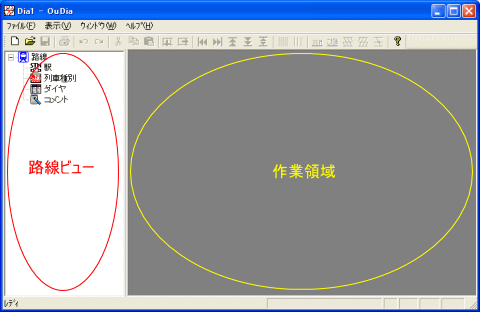 Dia1 - OuDia
ファイル(F) 表示(V) ウィンドウ(W) ヘルプ(H)
路線
駅
列車種別
ダイヤ
コメント
路線ビュー
作業領域
レディ